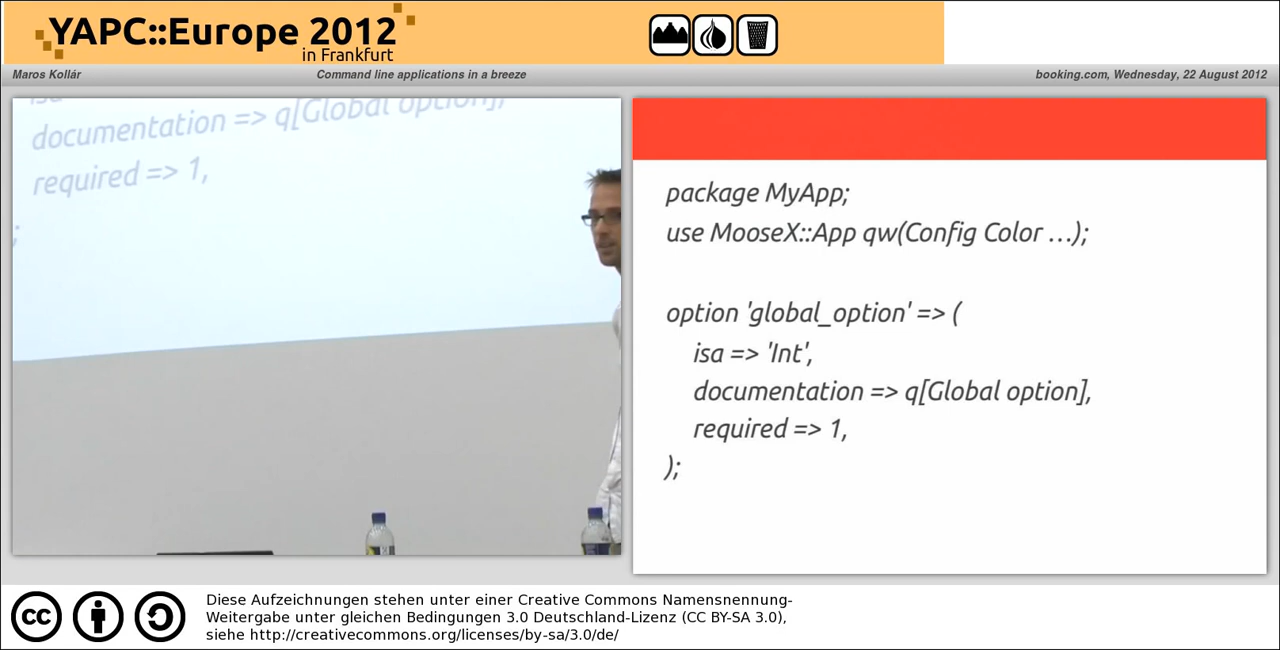 YAPC::Europe 2012
in Frankfurt
Maros Kollár
Command line applications in a breeze
booking.com, Wednesday, 22 August 2012
documentation => q[Global option],
required => 1,
;
package MyApp;
use MooseX::App qw(Config Color …);
option 'global_option' => (
isa => 'Int',
documentation => q[Global option],
required => 1,
);
cc
Diese Aufzeichnungen stehen unter einer Creative Commons Namensnennung-
Weitergabe unter gleichen Bedingungen 3.0 Deutschland-Lizenz (CC BY-SA 3.0),
siehe http://creativecommons.org/licenses/by-sa/3.0/de/